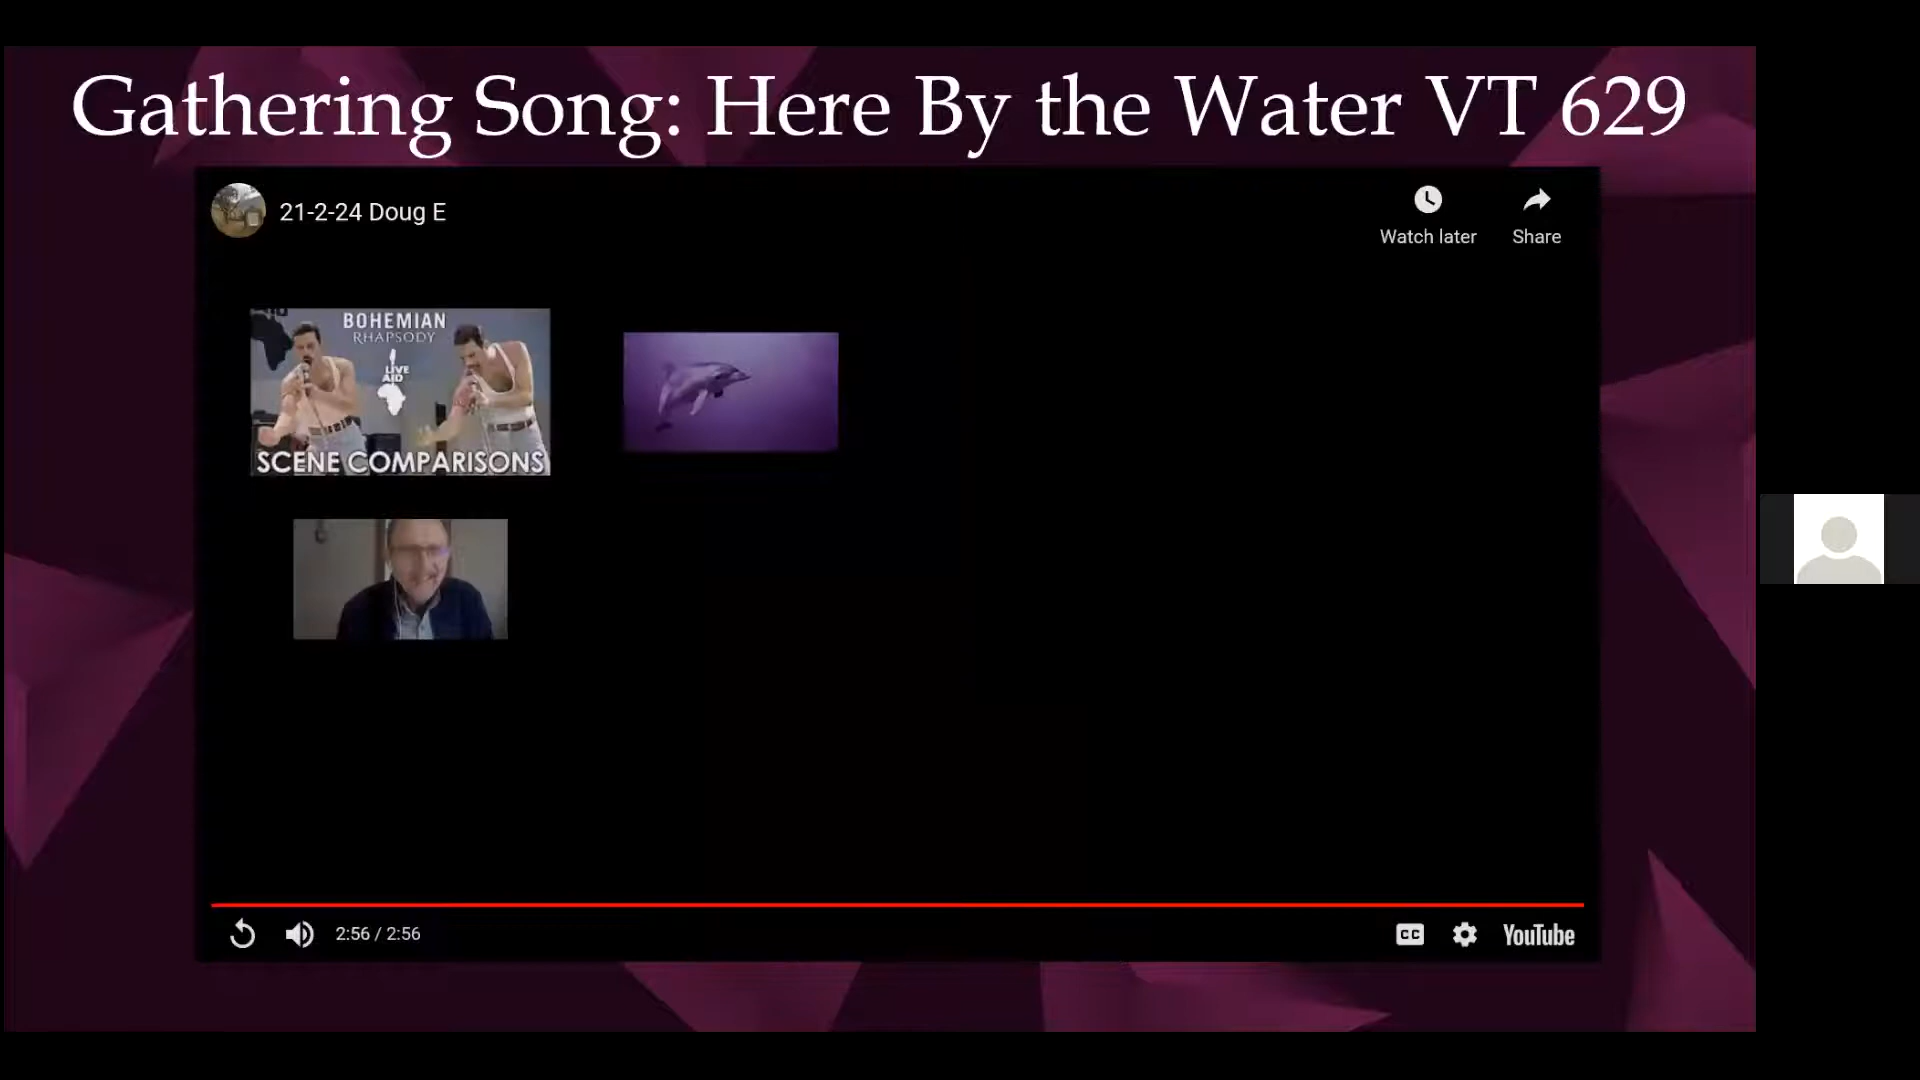 Gathering Song: Here By the Water VT 629
21-2-24 Doug E
Watch later
Share
BOHEMIAN
RHAPSODY
LIVE
AID
SCENE COMPARISONS
2:56 / 2:56
CC
YouTube